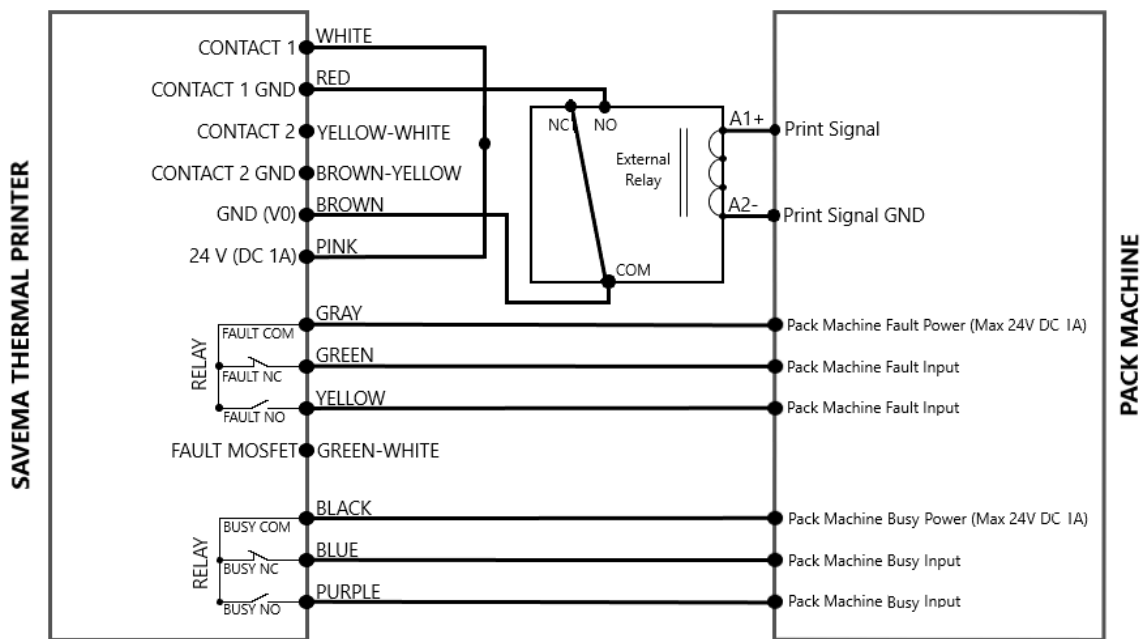 SAVEMA THERMAL PRINTER
CONTACT 1
WHITE
CONTACT 1 GND
RED
CONTACT 2
YELLOW-WHITE
CONTACT 2 GND
BROWN-YELLOW
GND (V0)
BROWN
24 V (DC 1A)
PINK
NC
NO
External
Relay
COM
A1+
Print Signal
A2-
Print Signal GND
RELAY
FAULT COM
GRAY
Pack Machine Fault Power (Max 24V DC 1A)
FAULT NC
GREEN
Pack Machine Fault Input
FAULT NO
YELLOW
Pack Machine Fault Input
FAULT MOSFET
GREEN-WHITE
RELAY
BUSY COM
BLACK
Pack Machine Busy Power (Max 24V DC 1A)
BUSY NC
BLUE
Pack Machine Busy Input
BUSY NO
PURPLE
Pack Machine Busy Input
PACK MACHINE